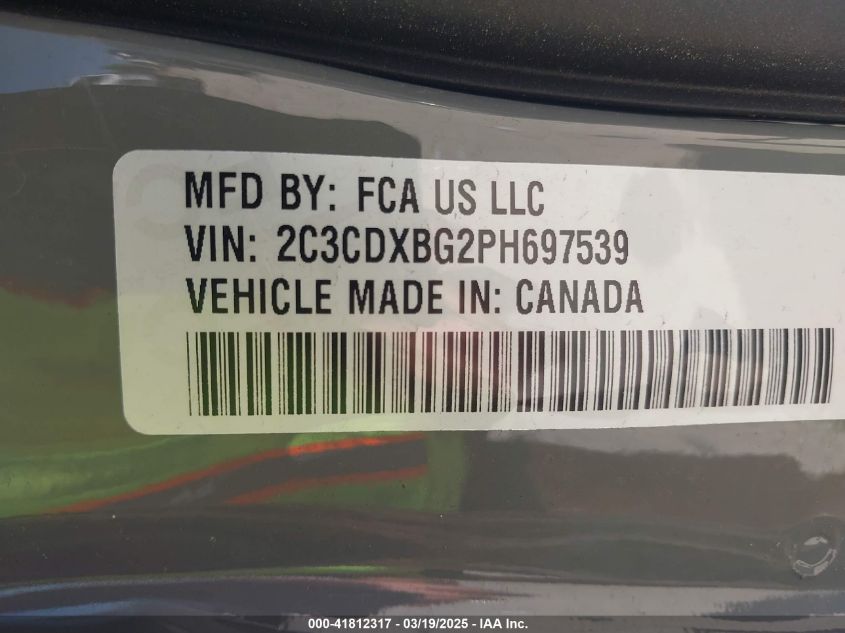 MFD BY: FCA US LLC
VIN: 2C3CDXBG2PH697539
VEHICLE MADE IN: CANADA
000-41812317 — 03/19/2025 — IAA Inc.